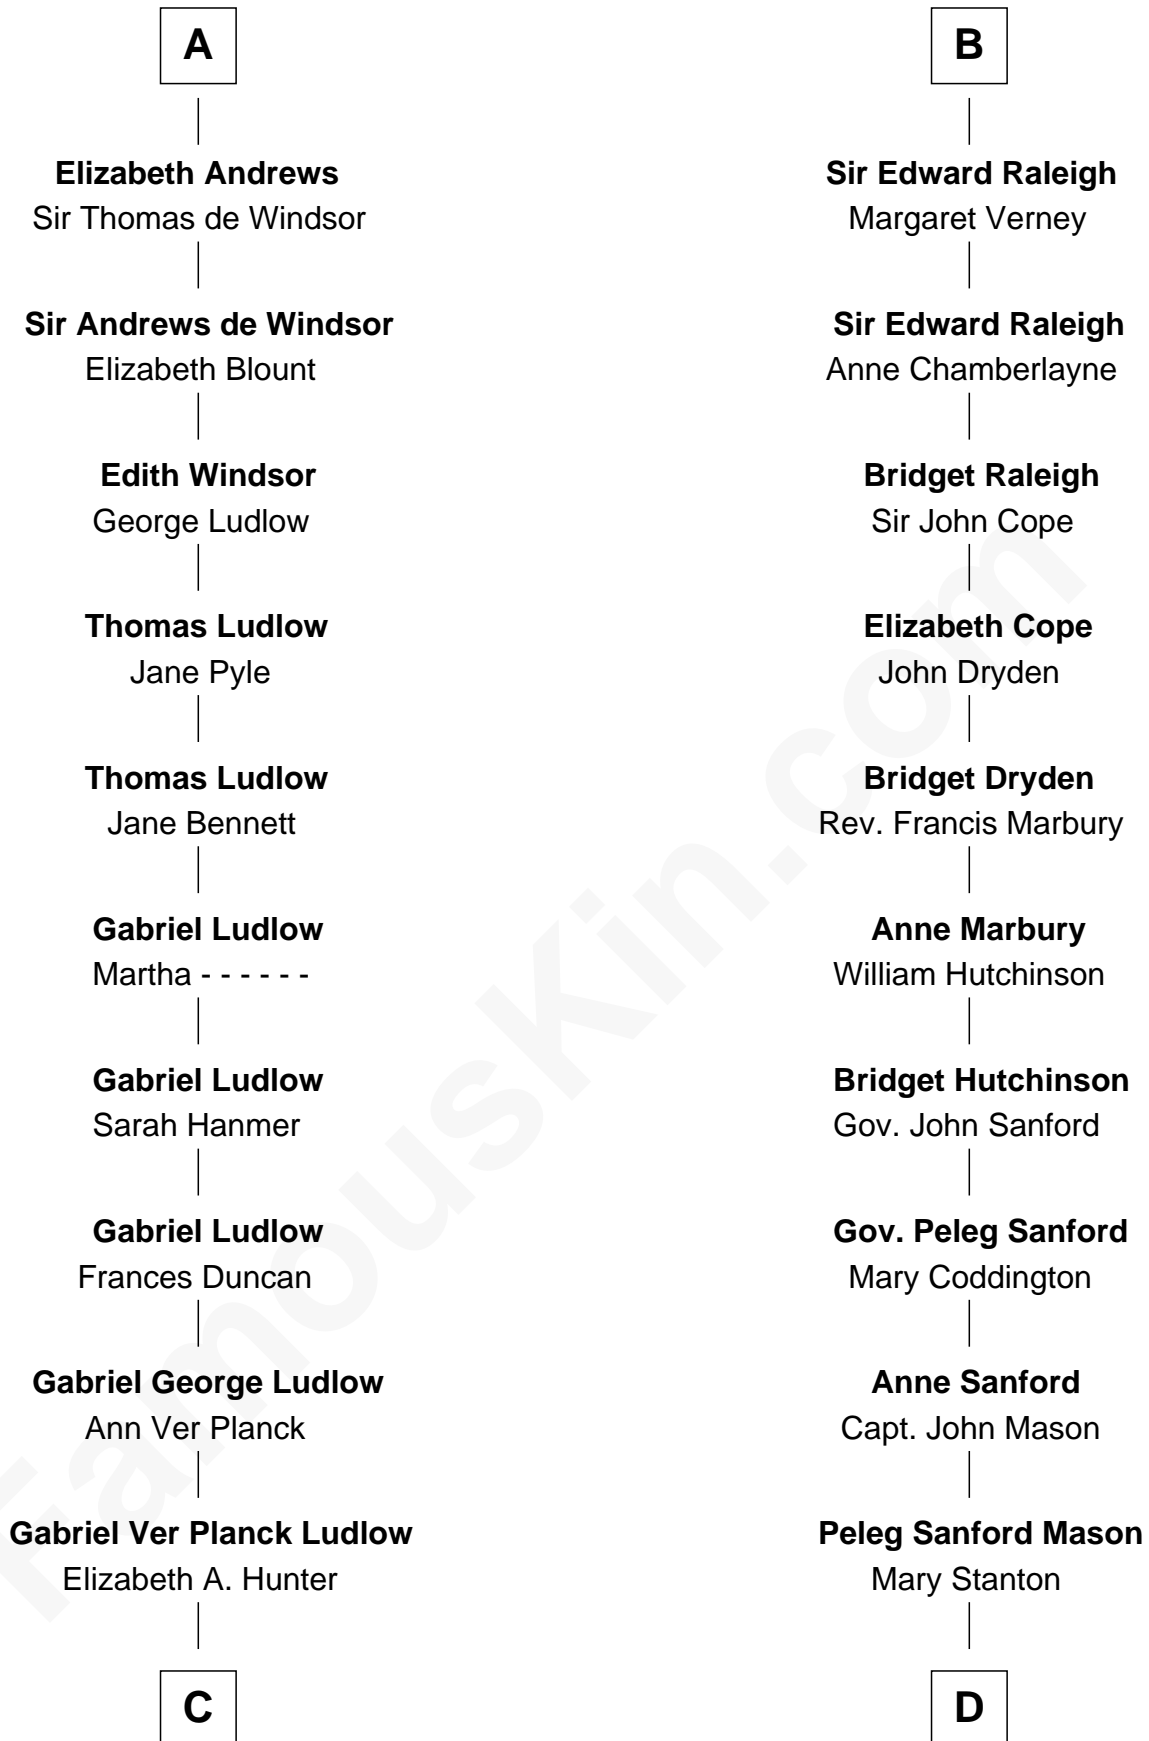 A
Elizabeth Andrews
Sir Thomas de Windsor
Sir Andrews de Windsor
Elizabeth Blount
Edith Windsor
George Ludlow
Thomas Ludlow
Jane Pyle
Thomas Ludlow
Jane Bennett
Gabriel Ludlow
Martha - - - - - -
Gabriel Ludlow
Sarah Hanmer
Gabriel Ludlow
Frances Duncan
Gabriel George Ludlow
Ann Ver Planck
Gabriel Ver Planck Ludlow
Elizabeth A. Hunter
C
B
Sir Edward Raleigh
Margaret Verney
Sir Edward Raleigh
Anne Chamberlayne
Bridget Raleigh
Sir John Cope
Elizabeth Cope
John Dryden
Bridget Dryden
Rev. Francis Marbury
Anne Marbury
William Hutchinson
Bridget Hutchinson
Gov. John Sanford
Gov. Peleg Sanford
Mary Coddington
Anne Sanford
Capt. John Mason
Peleg Sanford Mason
Mary Stanton
D
FamousKin.com